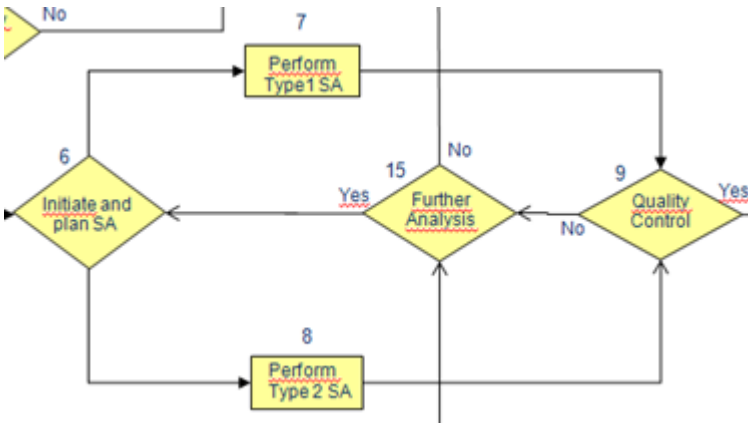 No
7
Perform
Type1 SA
6
Initiate and
plan SA
15
No
Yes
Further
Analysis
9
Quality
Control
Yes
No
8
Perform
Type 2 SA